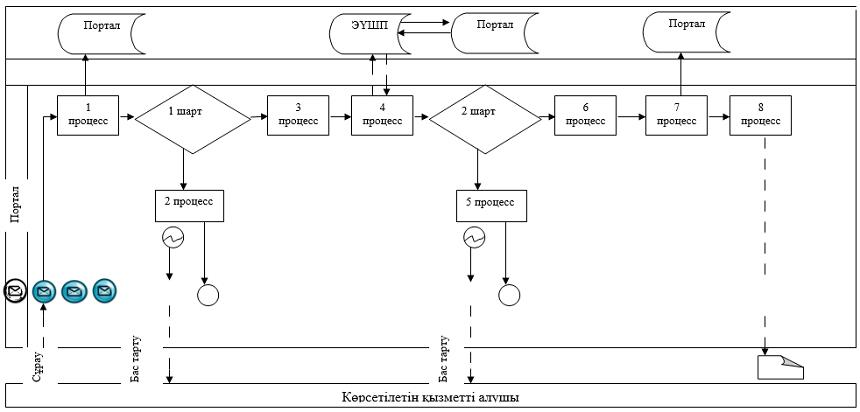 Портал
ЭҮШП
Портал
Портал
1
процесс
1 шарт
3
процесс
4
процесс
2 шарт
6
процесс
7
процесс
8
процесс
2 процесс
5 процесс
Портал
Сұрау
Бас тарту
Бас тарту
Көрсетілетін қызметті алушы